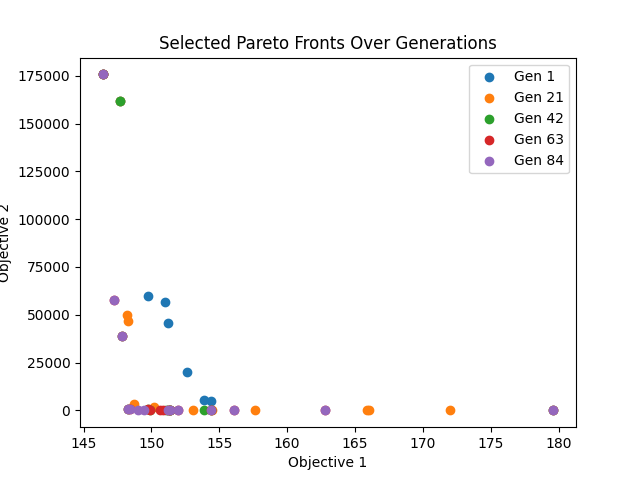 Selected Pareto Fronts Over Generations
175000
150000
125000
100000
75000
50000
25000
0
Objective 2
Gen 1
Gen 21
Gen 42
Gen 63
Gen 84
145
150
155
160
165
170
175
180
Objective 1